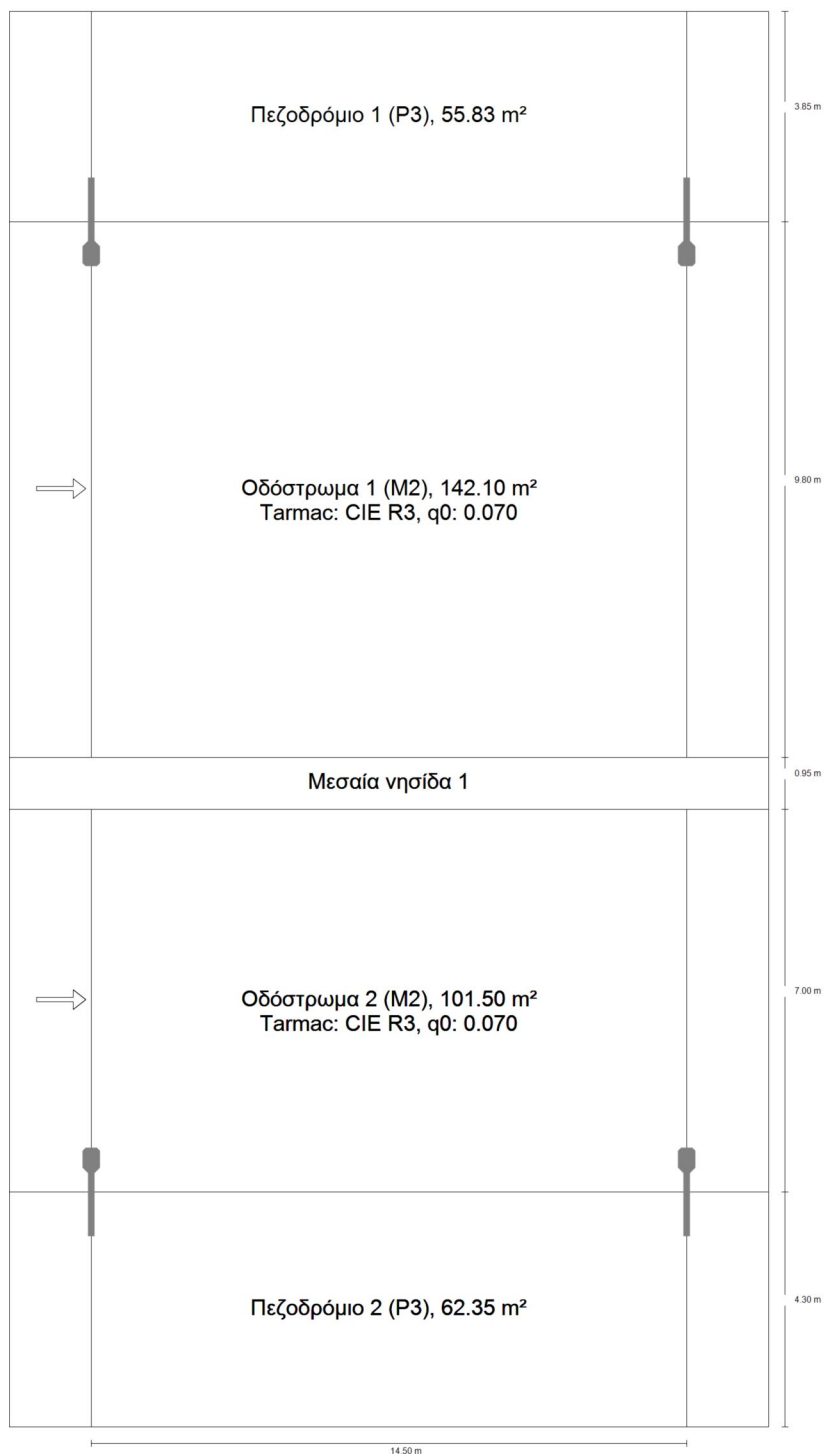 Πεζοδρόμιο 1 (P3), 55.83 m²
3.85 m
Οδόστρωμα 1 (M2), 142.10 m²
Tarmac: CIE R3, q0: 0.070
9.80 m
Μεσαία νησίδα 1
0.95 m
Οδόστρωμα 2 (M2), 101.50 m²
Tarmac: CIE R3, q0: 0.070
7.00 m
Πεζοδρόμιο 2 (P3), 62.35 m²
4.30 m
14.50 m